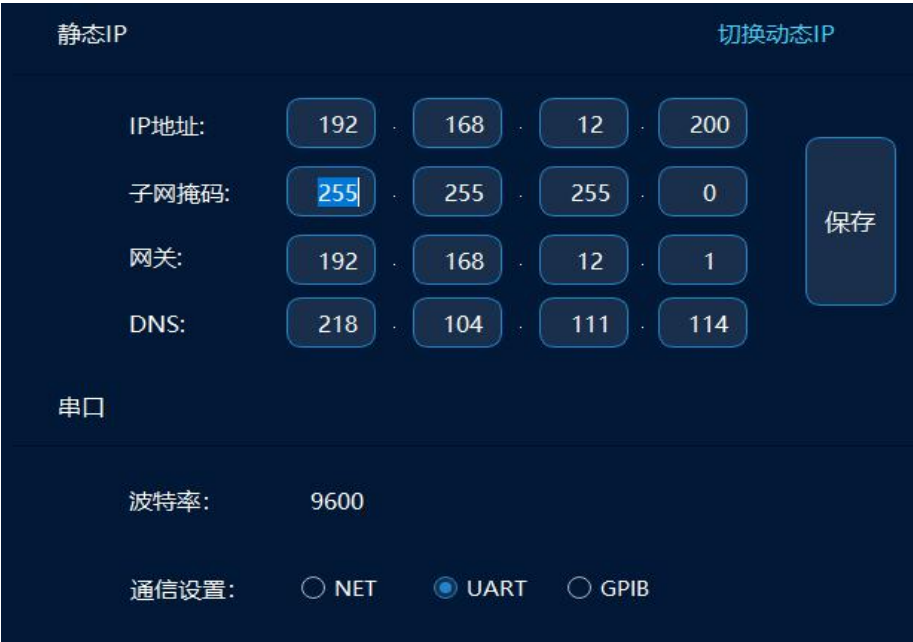 静态IP 切换动态IP
IP地址: 192 . 168 . 12 . 200
子网掩码: 255 . 255 . 255 . 0
保存
网关: 192 . 168 . 12 . 1
DNS: 218 . 104 . 111 . 114
串口
波特率: 9600
通信设置: NET UART GPIB